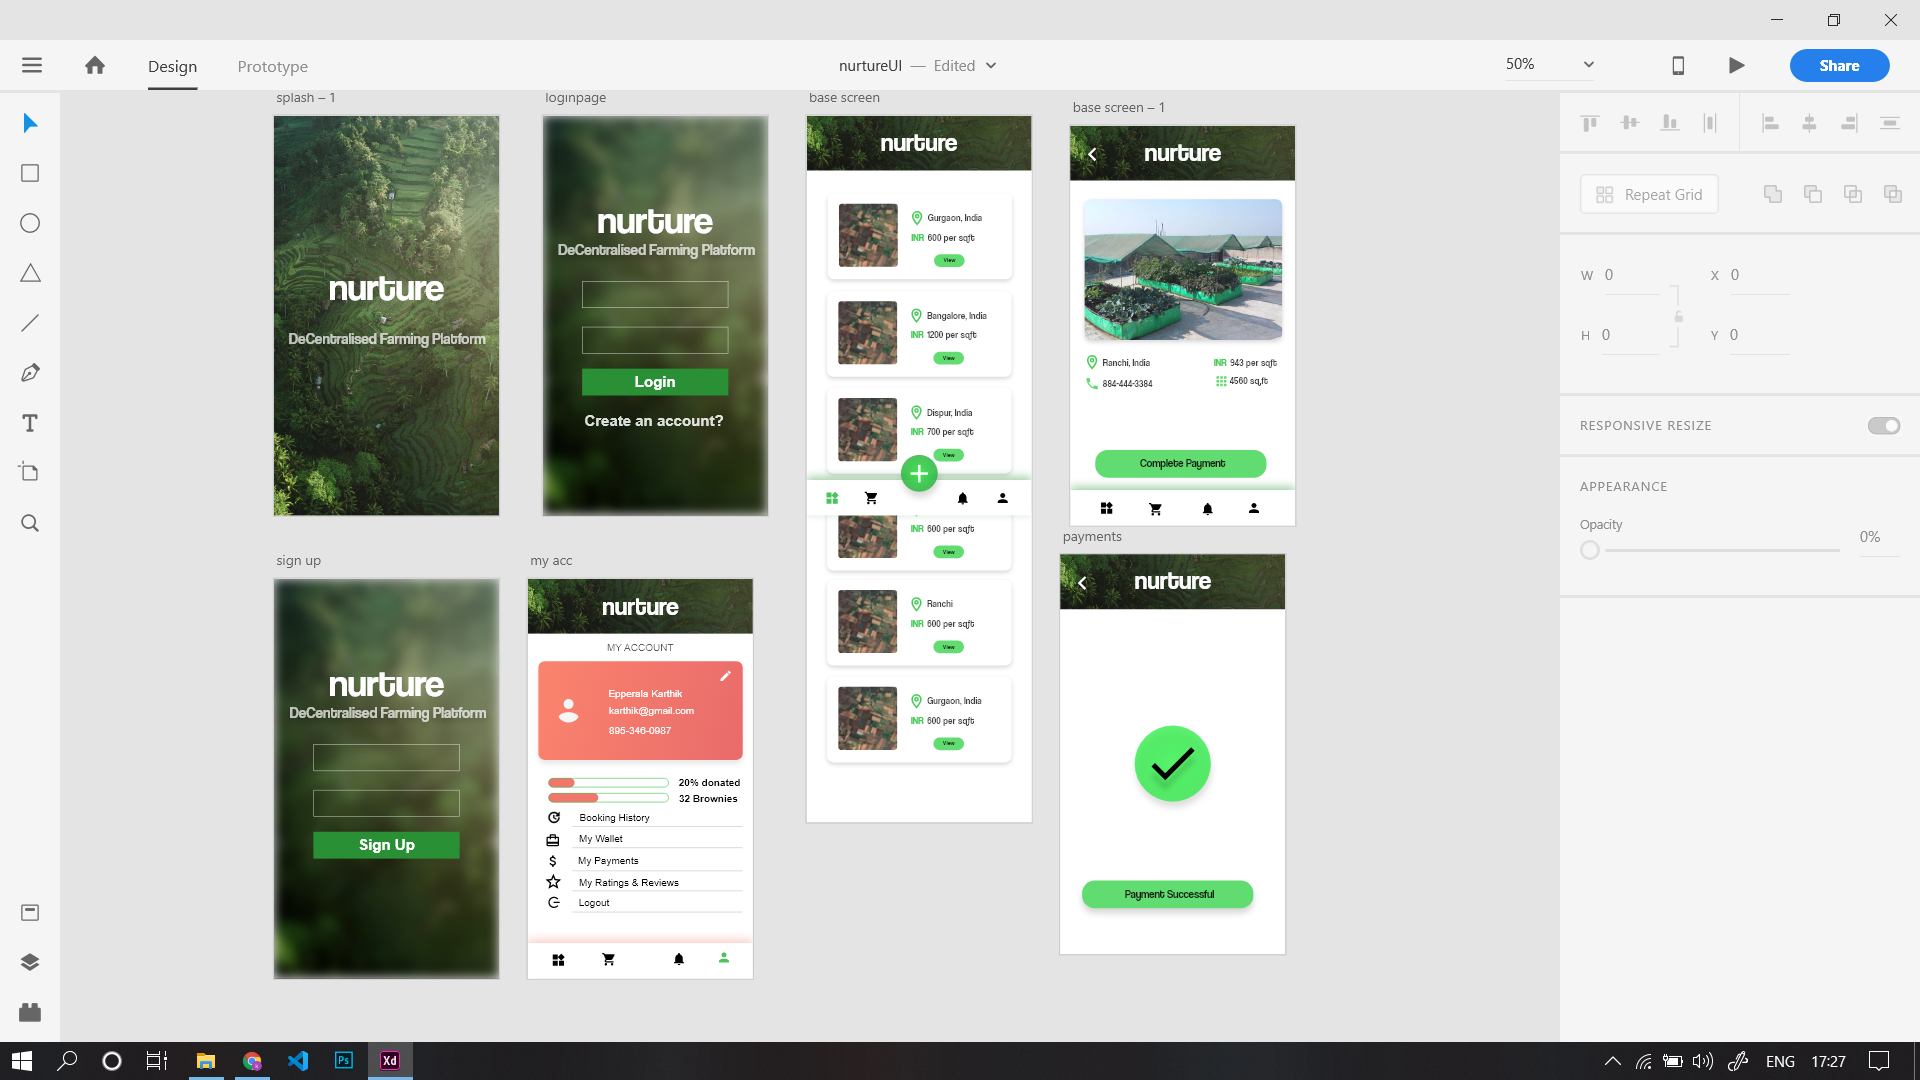 Design
Prototype
nurtureUI — Edited
50%
Share
splash – 1
nurture
DeCentralised Farming Platform
loginpage
nurture
DeCentralised Farming Platform
Login
Create an account?
base screen
nurture
Gurgaon, India
INR 600 per sqft
View
Bangalore, India
INR 1200 per sqft
View
Dispur, India
INR 700 per sqft
View
INR 600 per sqft
View
Ranchi
INR 600 per sqft
View
Gurgaon, India
INR 600 per sqft
View
base screen – 1
nurture
Ranchi, India
INR 943 per sqft
884-444-3384
4560 sq.ft
Complete Payment
sign up
nurture
DeCentralised Farming Platform
Sign Up
my acc
nurture
MY ACCOUNT
Epperala Karthik
karthik@gmail.com
895-346-0987
20% donated
32 Brownies
Booking History
My Wallet
My Payments
My Ratings & Reviews
Logout
payments
nurture
Payment Successful
Repeat Grid
W 0
X 0
H 0
Y 0
RESPONSIVE RESIZE
APPEARANCE
Opacity
0%
Ps
Xd
ENG
17:27